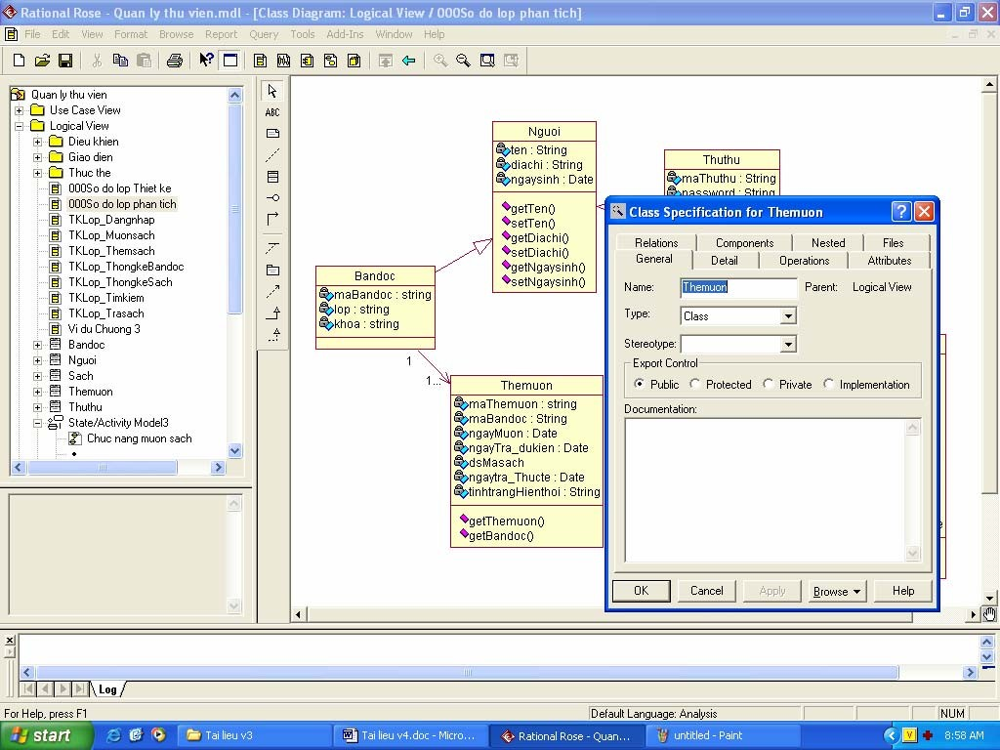 Rational Rose - Quan ly thu vien.mdl - [Class Diagram: Logical View / 000So do lop phan tich]
File Edit View Format Browse Report Query Tools Add-Ins Window Help
Quan ly thu vien
Use Case View
Logical View
Dieu khien
Giao dien
Thuc the
000So do lop Thiet ke
000So do lop phan tich
TKLop_Dangnhap
TKLop_Muonsach
TKLop_Themsach
TKLop_ThongkeBandoc
TKLop_ThongkeSach
TKLop_Timkiem
TKLop_Trasach
Vi du Chuong 3
Bandoc
Nguoi
Sach
Themuon
Thuthu
State/Activity Model3
Chuc nang muon sach
ABC
Nguoi
ten : String
diachi : String
ngaysinh : Date
getTen()
setTen()
getDiachi()
setDiachi()
getNgaysinh()
setNgaysinh()
Thuthu
maThuthu : String
password : String
Bandoc
maBandoc : string
lop : string
khoa : string
1
1...
Themuon
maThemuon : string
maBandoc : String
ngayMuon : Date
ngayTra_dukien : Date
dsMasach
ngaytra_Thucte : Date
tinhtrangHienthoi : String
getThemuon()
getBandoc()
Class Specification for Themuon
Relations Components Nested Files
General Detail Operations Attributes
Name: Themuon Parent: Logical View
Type: Class
Stereotype:
Export Control
Public Protected Private Implementation
Documentation:
OK Cancel Apply Browse Help
Log
For Help, press F1 Default Language: Analysis NUM
start Tai lieu v3 Tai lieu v4.doc - Micro... Rational Rose - Quan... untitled - Paint V 8:58 AM